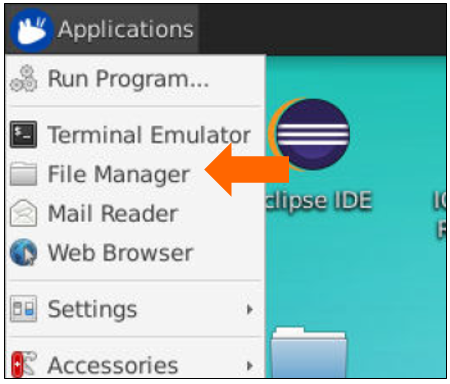 Applications
Run Program...
Terminal Emulator
File Manager
Mail Reader
clipse IDE
Web Browser
Settings
Accessories